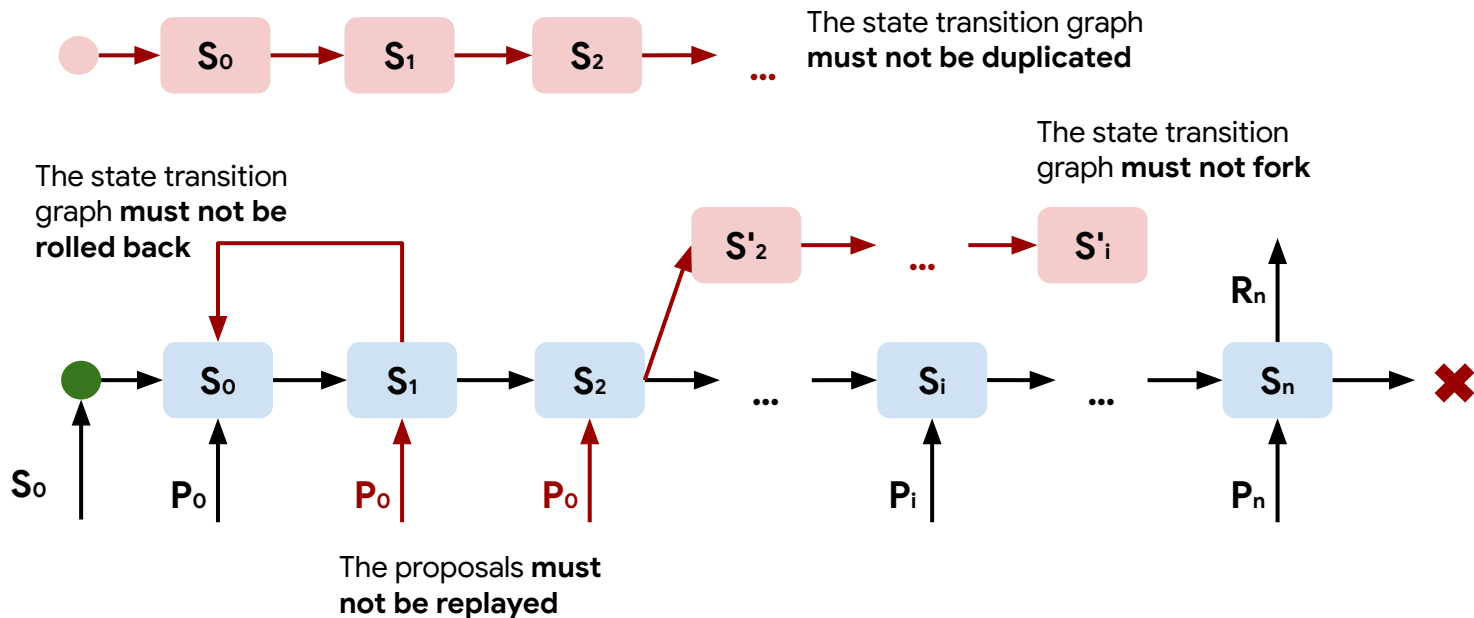 The state transition graph
must not be duplicated
S₀ S₁ S₂ ...
The state transition
graph must not fork
The state transition
graph must not be
rolled back
S'₂ ... S'ᵢ
Rₙ
S₀ S₁ S₂ ... Sᵢ ... Sₙ
S₀ P₀ P₀ P₀ Pᵢ Pₙ
The proposals must
not be replayed